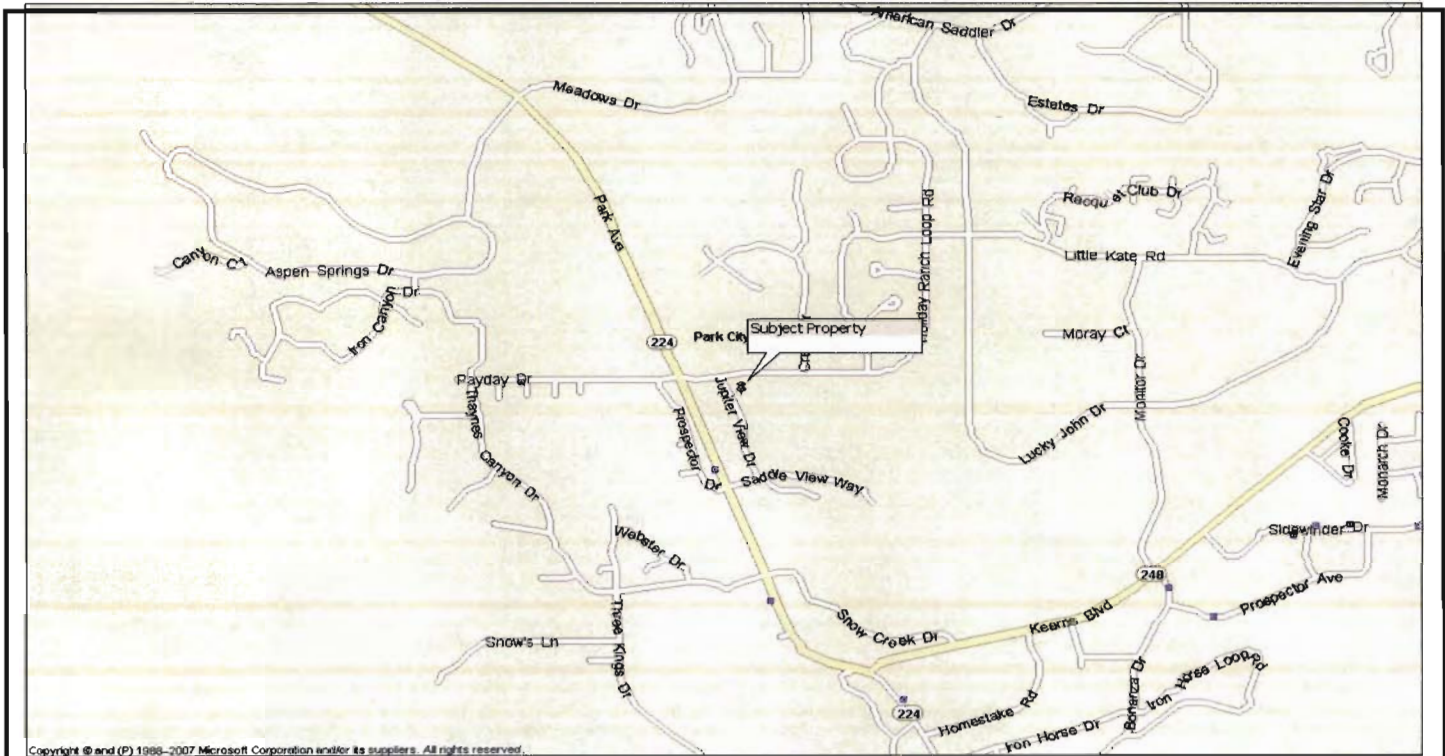 American Saddler Dr
Meadows Dr
Estates Dr
Park Ave
Racquet Club Dr
Evening Star Dr
Canyon Ct
Aspen Springs Dr
Little Kate Rd
Iron Canyon Dr
Holiday Ranch Loop Rd
Subject Property
224
Park City
Moray Ct
Monitor Dr
Payday Dr
Thaynes Canyon Dr
Prospector Dr
Jupiter View Dr
Saddle View Way
Lucky John Dr
Cooke Dr
Monarch Dr
Webster Dr
Sidewinder Dr
248
Prospector Ave
Three Kings Dr
Snow Creek Dr
Kearns Blvd
Snow's Ln
Bonanza Dr
Iron Horse Loop Rd
224
Homestake Rd
Iron Horse Dr
Copyright © and (P) 1988–2007 Microsoft Corporation and/or its suppliers. All rights reserved.